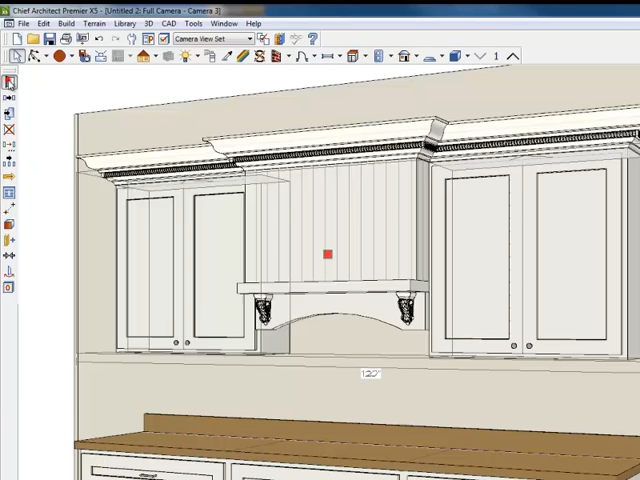 Chief Architect Premier X5 - [Untitled 2: Full Camera - Camera 3]
File Edit Build Terrain Library 3D CAD Tools Window Help
Camera View Set
1
120"